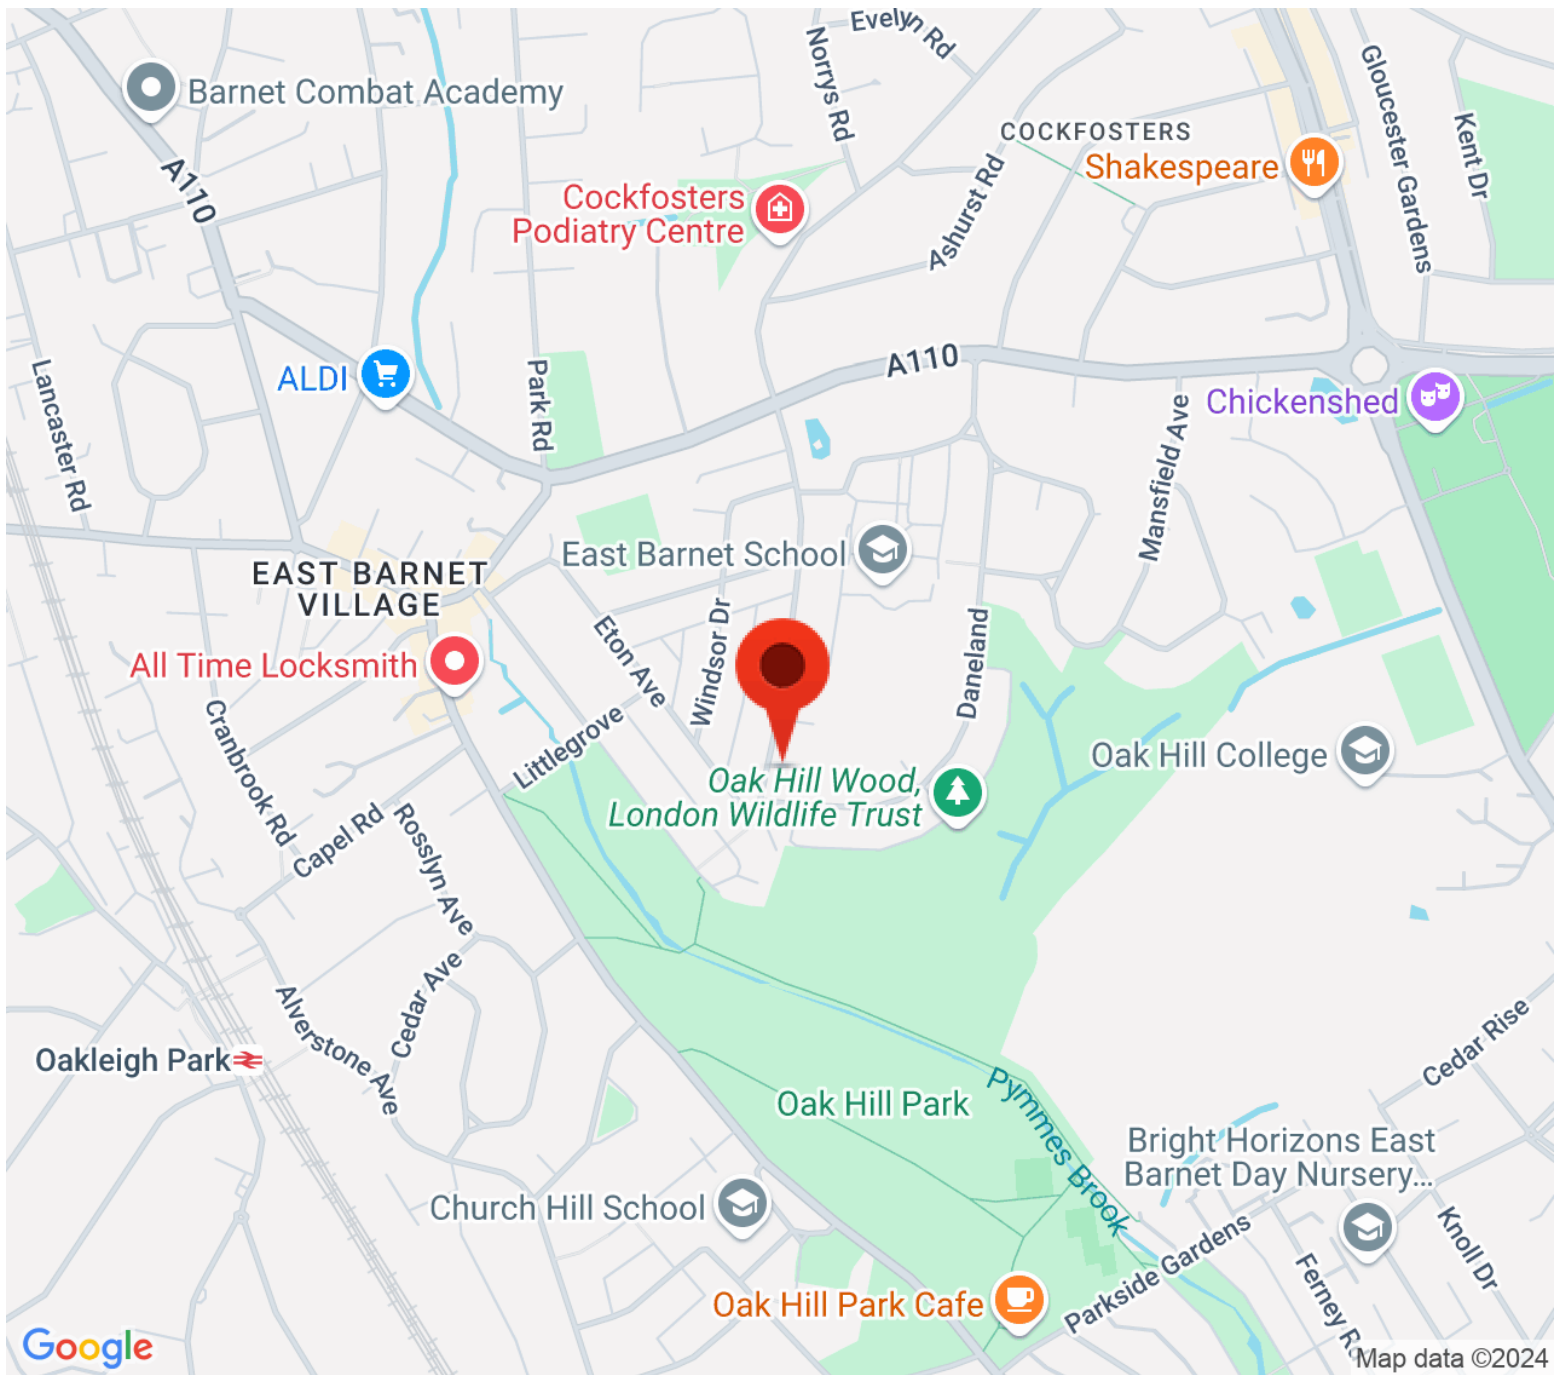 Evelyn Rd
Norrys Rd
Gloucester Gardens
Kent Dr
Barnet Combat Academy
COCKFOSTERS
Shakespeare
A110
Cockfosters
Podiatry Centre
Ashurst Rd
A110
Lancaster Rd
ALDI
Park Rd
Chickenshed
Mansfield Ave
East Barnet School
EAST BARNET
VILLAGE
Eton Ave
Windsor Dr
Daneland
All Time Locksmith
Littlegrove
Cranbrook Rd
Oak Hill College
Oak Hill Wood,
London Wildlife Trust
Capel Rd
Rosslyn Ave
Cedar Ave
Alverstone Ave
Oakleigh Park
Cedar Rise
Oak Hill Park
Pymmes Brook
Bright Horizons East
Barnet Day Nursery...
Church Hill School
Knoll Dr
Parkside Gardens
Oak Hill Park Cafe
Ferney R
Google
Map data ©2024